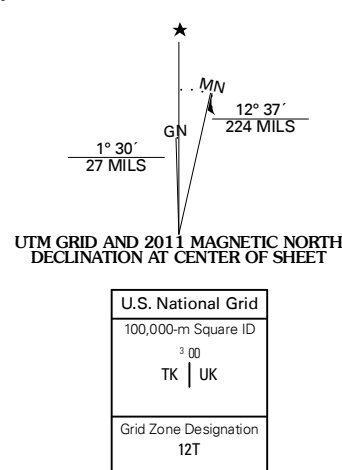 ★
MN
GN
12° 37´
224 MILS
1° 30´
27 MILS
UTM GRID AND 2011 MAGNETIC NORTH
DECLINATION AT CENTER OF SHEET
U.S. National Grid
100,000-m Square ID
3 00
TK | UK
Grid Zone Designation
12T